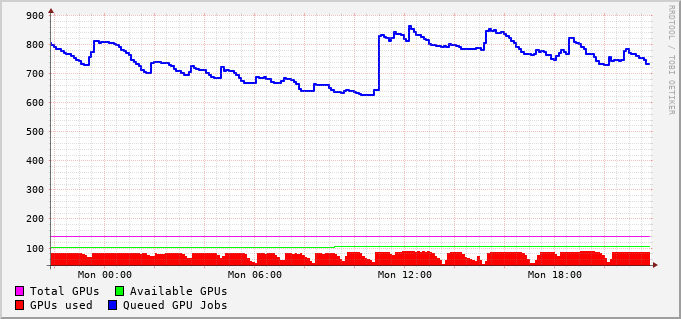 900
800
700
600
500
400
300
200
100
Mon 00:00 Mon 06:00 Mon 12:00 Mon 18:00
Total GPUs Available GPUs
GPUs used Queued GPU Jobs
RRDTOOL / TOBI OETIKER